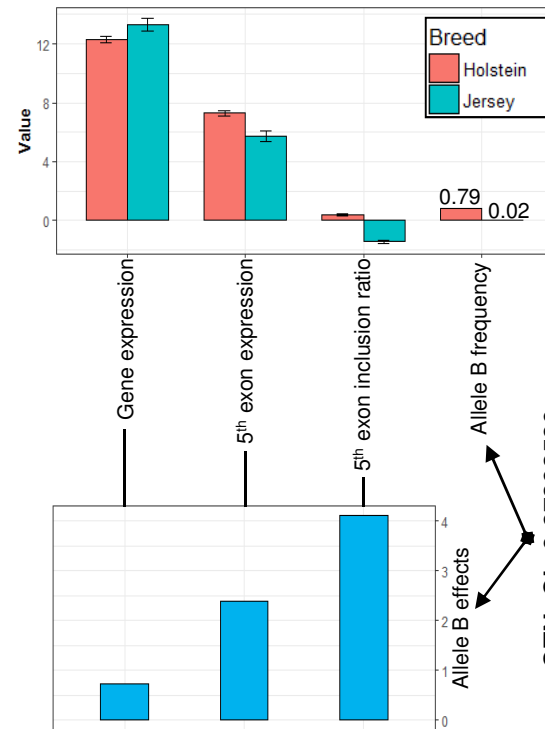 Breed
Holstein
Jersey
Value
12
8
4
0
0.79
0.02
Gene expression
5th exon expression
5th exon inclusion ratio
Allele B frequency
4
3
2
1
0
Allele B effects